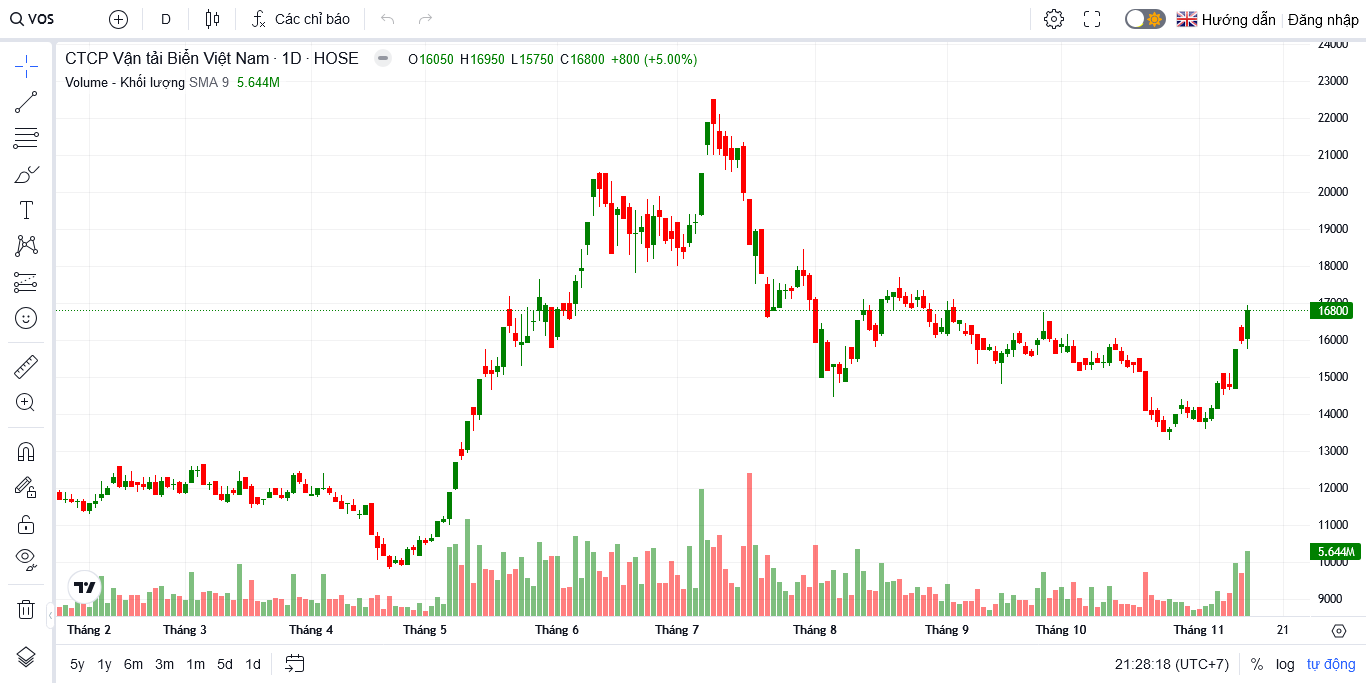 VOS D Các chỉ báo Hướng dẫn Đăng nhập
CTCP Vận tải Biển Việt Nam · 1D · HOSE O16050 H16950 L15750 C16800 +800 (+5.00%)
Volume - Khối lượng SMA 9 5.644M
24000
23000
22000
21000
20000
19000
18000
17000
16800
16000
15000
14000
13000
12000
11000
5.644M
10000
9000
Tháng 2 Tháng 3 Tháng 4 Tháng 5 Tháng 6 Tháng 7 Tháng 8 Tháng 9 Tháng 10 Tháng 11 21
5y 1y 6m 3m 1m 5d 1d 21:28:18 (UTC+7) % log tự động